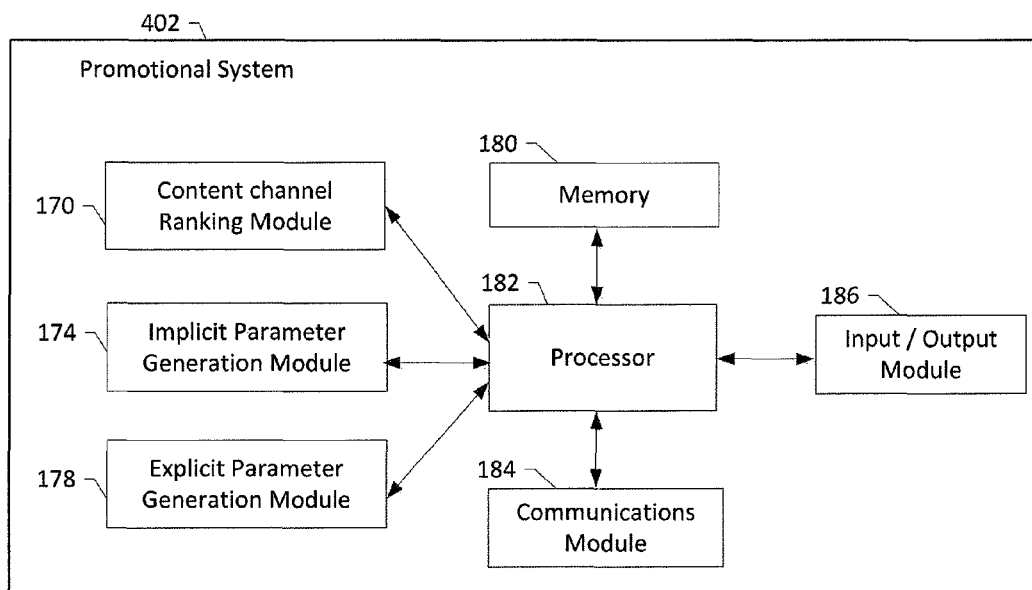 402
Promotional System
180
Content channel
Ranking Module
170
Memory
182
186
174
Implicit Parameter
Generation Module
Processor
Input / Output
Module
178
Explicit Parameter
Generation Module
184
Communications
Module